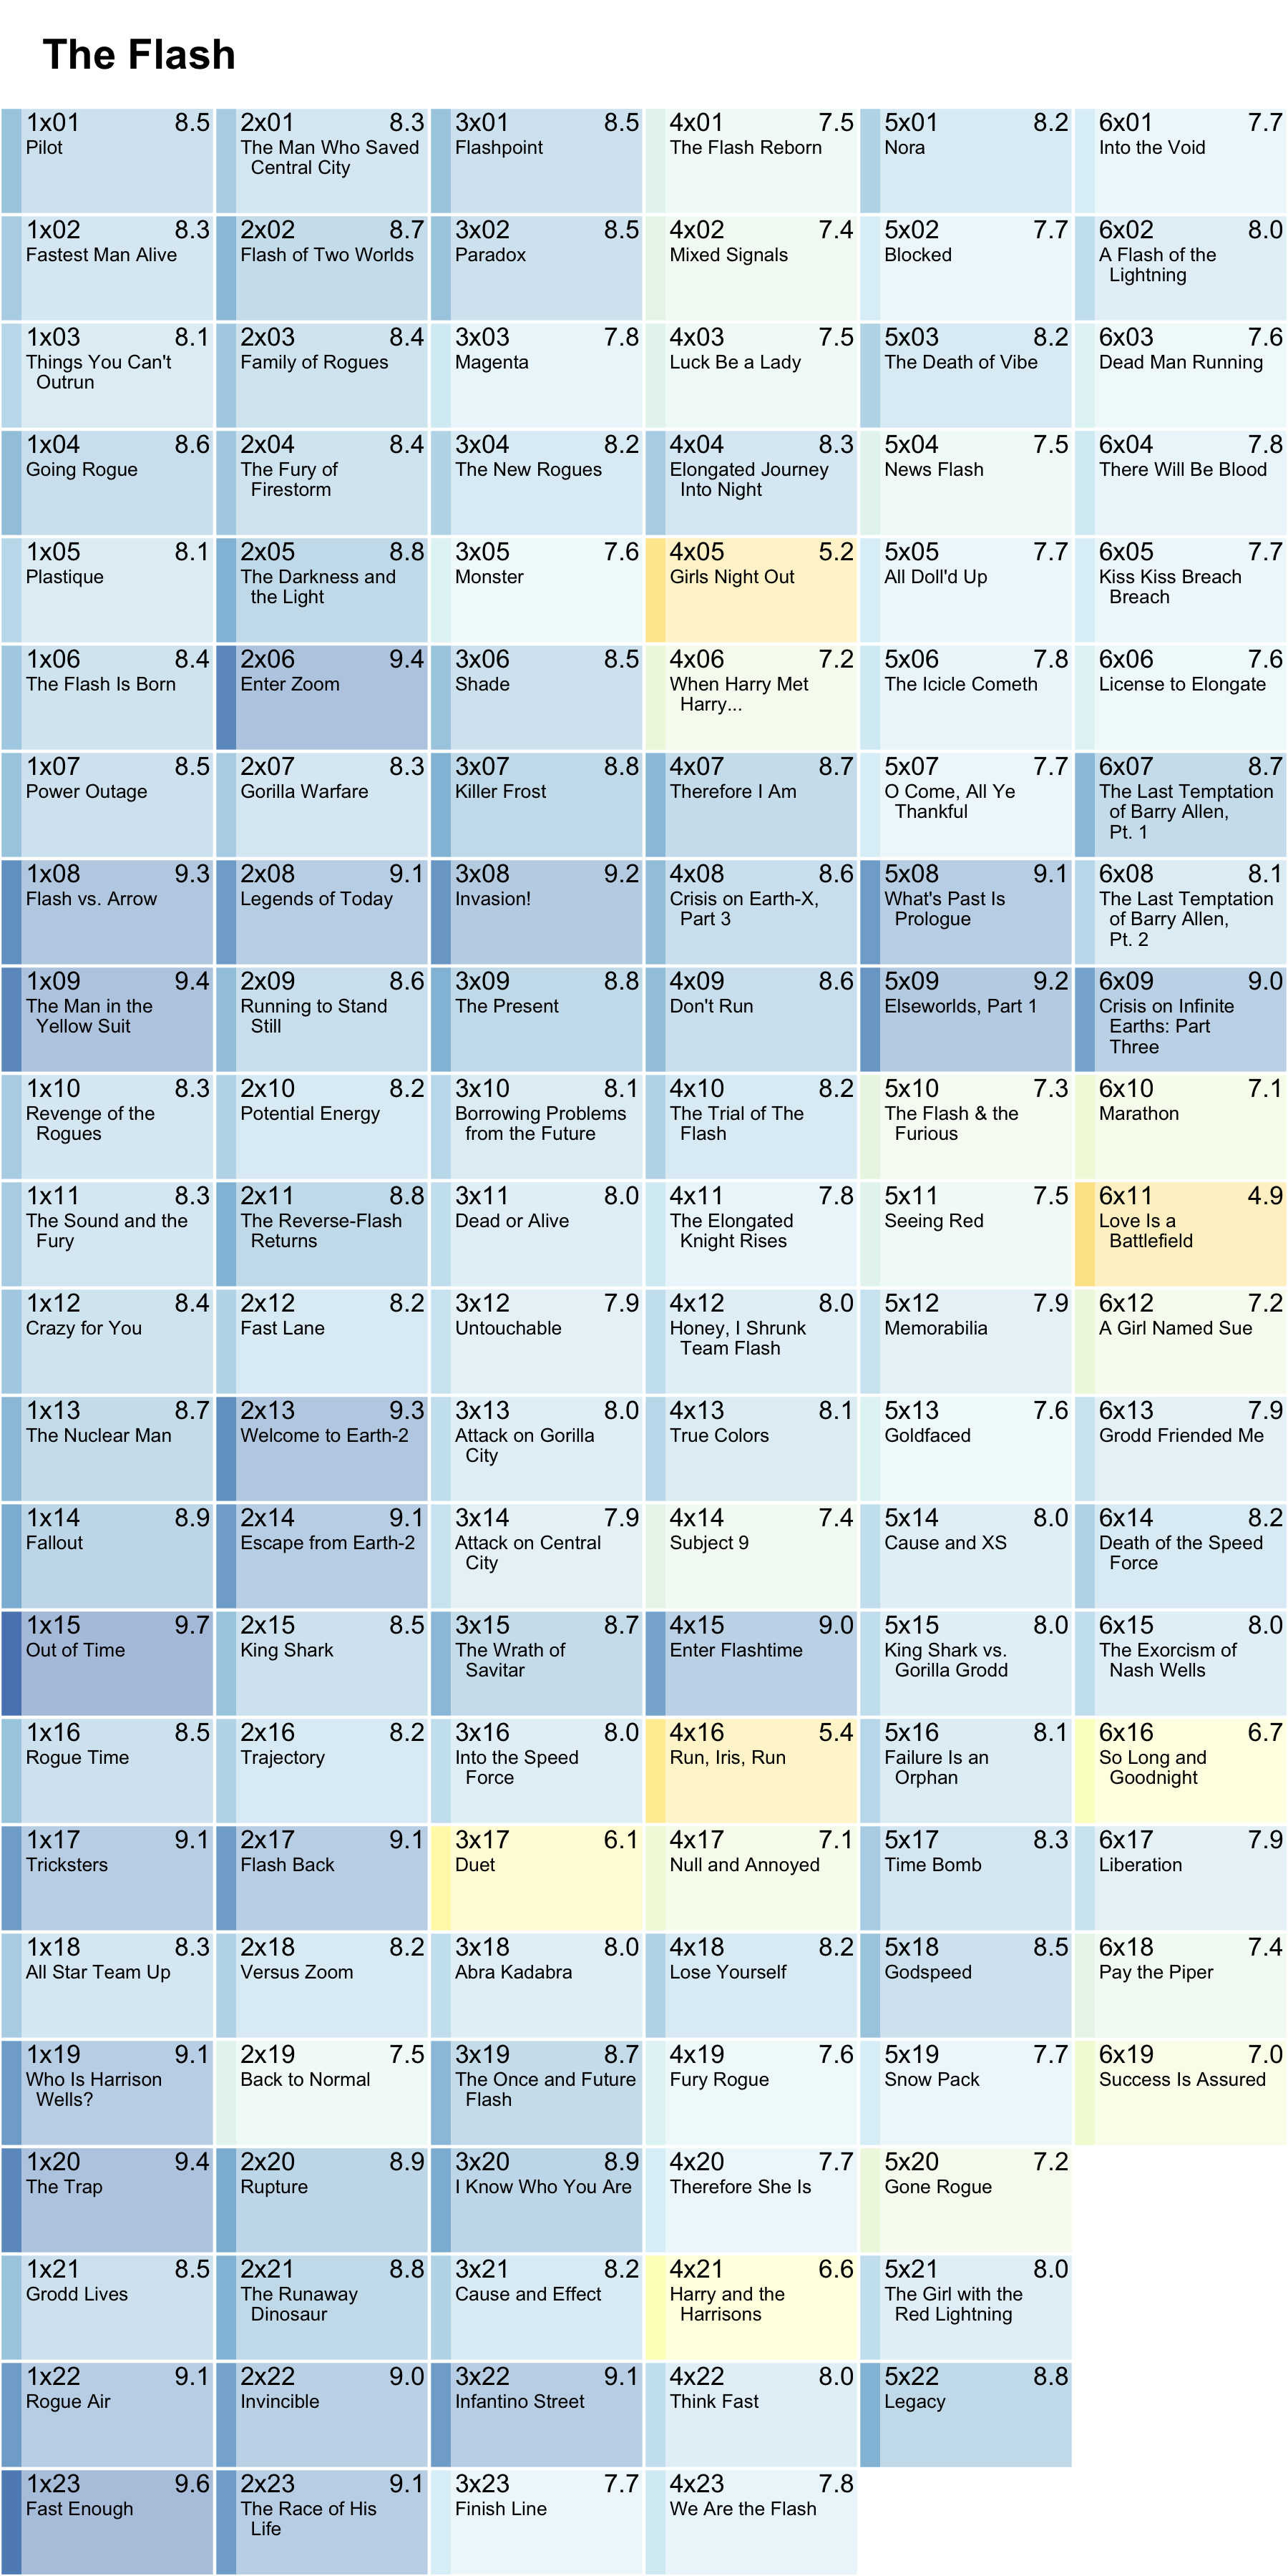 The Flash
1x01 8.5 2x01 8.3 3x01 8.5 4x01 7.5 5x01 8.2 6x01 7.7
Pilot The Man Who Saved Flashpoint The Flash Reborn Nora Into the Void
Central City
1x02 8.3 2x02 8.7 3x02 8.5 4x02 7.4 5x02 7.7 6x02 8.0
Fastest Man Alive Flash of Two Worlds Paradox Mixed Signals Blocked A Flash of the
Lightning
1x03 8.1 2x03 8.4 3x03 7.8 4x03 7.5 5x03 8.2 6x03 7.6
Things You Can't Family of Rogues Magenta Luck Be a Lady The Death of Vibe Dead Man Running
Outrun
1x04 8.6 2x04 8.4 3x04 8.2 4x04 8.3 5x04 7.5 6x04 7.8
Going Rogue The Fury of The New Rogues Elongated Journey News Flash There Will Be Blood
Firestorm Into Night
1x05 8.1 2x05 8.8 3x05 7.6 4x05 5.2 5x05 7.7 6x05 7.7
Plastique The Darkness and Monster Girls Night Out All Doll'd Up Kiss Kiss Breach
the Light Breach
1x06 8.4 2x06 9.4 3x06 8.5 4x06 7.2 5x06 7.8 6x06 7.6
The Flash Is Born Enter Zoom Shade When Harry Met The Icicle Cometh License to Elongate
Harry...
1x07 8.5 2x07 8.3 3x07 8.8 4x07 8.7 5x07 7.7 6x07 8.7
Power Outage Gorilla Warfare Killer Frost Therefore I Am O Come, All Ye The Last Temptation
Thankful of Barry Allen,
Pt. 1
1x08 9.3 2x08 9.1 3x08 9.2 4x08 8.6 5x08 9.1 6x08 8.1
Flash vs. Arrow Legends of Today Invasion! Crisis on Earth-X, What's Past Is The Last Temptation
Part 3 Prologue of Barry Allen,
Pt. 2
1x09 9.4 2x09 8.6 3x09 8.8 4x09 8.6 5x09 9.2 6x09 9.0
The Man in the Running to Stand The Present Don't Run Elseworlds, Part 1 Crisis on Infinite
Yellow Suit Still Earths: Part
Three
1x10 8.3 2x10 8.2 3x10 8.1 4x10 8.2 5x10 7.3 6x10 7.1
Revenge of the Potential Energy Borrowing Problems The Trial of The The Flash & the Marathon
Rogues from the Future Flash Furious
1x11 8.3 2x11 8.8 3x11 8.0 4x11 7.8 5x11 7.5 6x11 4.9
The Sound and the The Reverse-Flash Dead or Alive The Elongated Seeing Red Love Is a
Fury Returns Knight Rises Battlefield
1x12 8.4 2x12 8.2 3x12 7.9 4x12 8.0 5x12 7.9 6x12 7.2
Crazy for You Fast Lane Untouchable Honey, I Shrunk Memorabilia A Girl Named Sue
Team Flash
1x13 8.7 2x13 9.3 3x13 8.0 4x13 8.1 5x13 7.6 6x13 7.9
The Nuclear Man Welcome to Earth-2 Attack on Gorilla True Colors Goldfaced Grodd Friended Me
City
1x14 8.9 2x14 9.1 3x14 7.9 4x14 7.4 5x14 8.0 6x14 8.2
Fallout Escape from Earth-2 Attack on Central Subject 9 Cause and XS Death of the Speed
City Force
1x15 9.7 2x15 8.5 3x15 8.7 4x15 9.0 5x15 8.0 6x15 8.0
Out of Time King Shark The Wrath of Enter Flashtime King Shark vs. The Exorcism of
Savitar Gorilla Grodd Nash Wells
1x16 8.5 2x16 8.2 3x16 8.0 4x16 5.4 5x16 8.1 6x16 6.7
Rogue Time Trajectory Into the Speed Run, Iris, Run Failure Is an So Long and
Force Orphan Goodnight
1x17 9.1 2x17 9.1 3x17 6.1 4x17 7.1 5x17 8.3 6x17 7.9
Tricksters Flash Back Duet Null and Annoyed Time Bomb Liberation
1x18 8.3 2x18 8.2 3x18 8.0 4x18 8.2 5x18 8.5 6x18 7.4
All Star Team Up Versus Zoom Abra Kadabra Lose Yourself Godspeed Pay the Piper
1x19 9.1 2x19 7.5 3x19 8.7 4x19 7.6 5x19 7.7 6x19 7.0
Who Is Harrison Back to Normal The Once and Future Fury Rogue Snow Pack Success Is Assured
Wells? Flash
1x20 9.4 2x20 8.9 3x20 8.9 4x20 7.7 5x20 7.2
The Trap Rupture I Know Who You Are Therefore She Is Gone Rogue
1x21 8.5 2x21 8.8 3x21 8.2 4x21 6.6 5x21 8.0
Grodd Lives The Runaway Cause and Effect Harry and the The Girl with the
Dinosaur Harrisons Red Lightning
1x22 9.1 2x22 9.0 3x22 9.1 4x22 8.0 5x22 8.8
Rogue Air Invincible Infantino Street Think Fast Legacy
1x23 9.6 2x23 9.1 3x23 7.7 4x23 7.8
Fast Enough The Race of His Finish Line We Are the Flash
Life